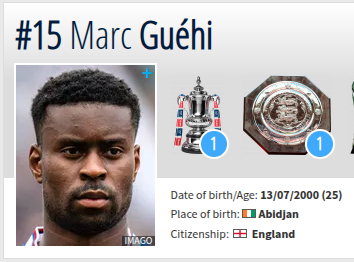 #15 Marc Guéhi
+
1
1
IMAGO
Date of birth/Age: 13/07/2000 (25)
Place of birth: Abidjan
Citizenship: England